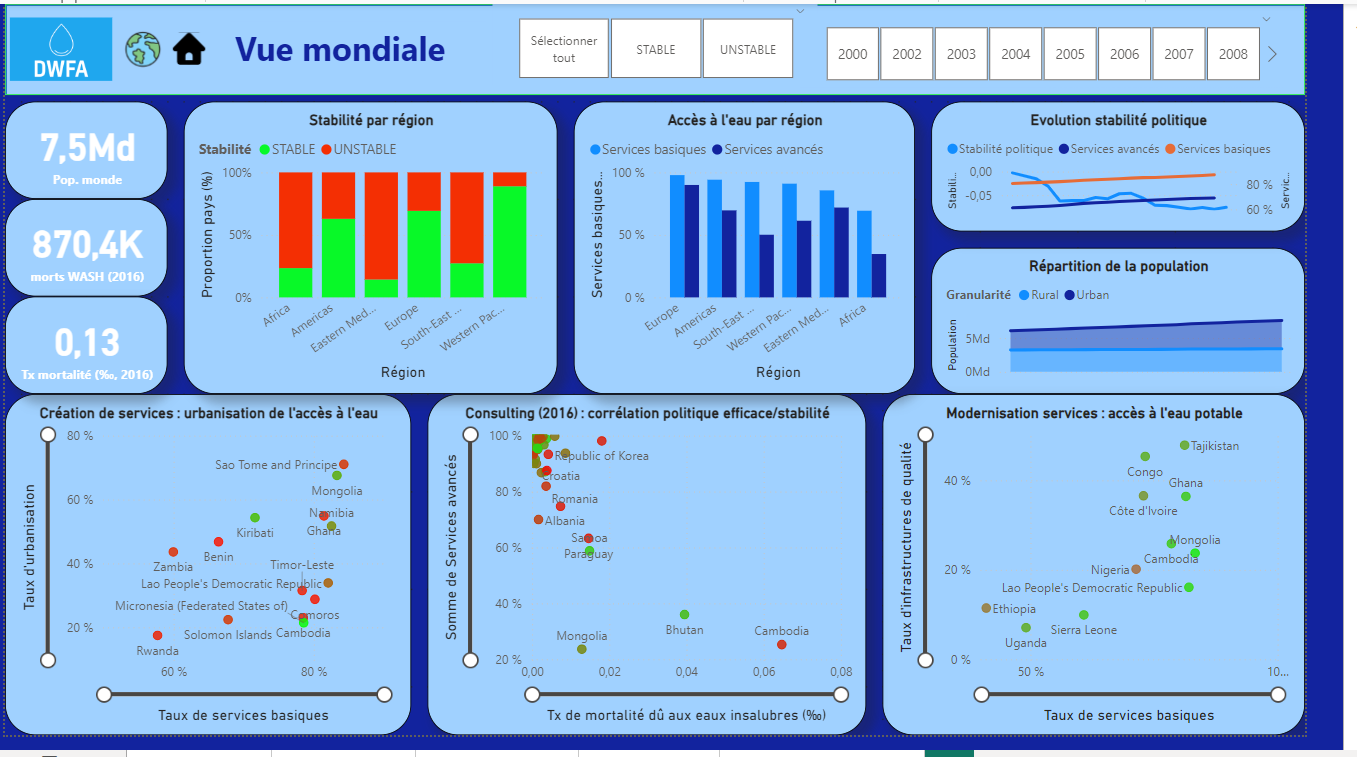 DWFA
Vue mondiale
Sélectionner
tout
STABLE
UNSTABLE
2000
2002
2003
2004
2005
2006
2007
2008
7,5Md
Pop. monde
870,4K
morts WASH (2016)
0,13
Tx mortalité (‰, 2016)
Stabilité par région
Stabilité STABLE UNSTABLE
Proportion pays (%)
100%
50%
0%
Africa
Americas
Eastern Med...
Europe
South-East ...
Western Pac...
Région
Accès à l'eau par région
Services basiques Services avancés
Services basiques...
100 %
50 %
0 %
Europe
Americas
South-East ...
Western Pac...
Eastern Med...
Africa
Région
Evolution stabilité politique
Stabilité politique Services avancés Services basiques
Stabili...
0,00
-0,05
80 %
60 %
Servic...
Répartition de la population
Granularité Rural Urban
Population
5Md
0Md
Création de services : urbanisation de l'accès à l'eau
Taux d'urbanisation
80 %
60 %
40 %
20 %
Sao Tome and Principe
Mongolia
Namibia
Ghana
Kiribati
Benin
Zambia
Timor-Leste
Lao People's Democratic Republic
Micronesia (Federated States of)
Comoros
Solomon Islands
Cambodia
Rwanda
60 %
80 %
Taux de services basiques
Consulting (2016) : corrélation politique efficace/stabilité
Somme de Services avancés
100 %
80 %
60 %
40 %
20 %
Republic of Korea
Croatia
Romania
Albania
Samoa
Paraguay
Bhutan
Mongolia
Cambodia
0,00
0,02
0,04
0,06
0,08
Tx de mortalité dû aux eaux insalubres (‰)
Modernisation services : accès à l'eau potable
Taux d'infrastructures de qualité
40 %
20 %
0 %
Tajikistan
Congo
Ghana
Côte d'Ivoire
Mongolia
Cambodia
Nigeria
Lao People's Democratic Republic
Ethiopia
Sierra Leone
Uganda
50 %
10...
Taux de services basiques